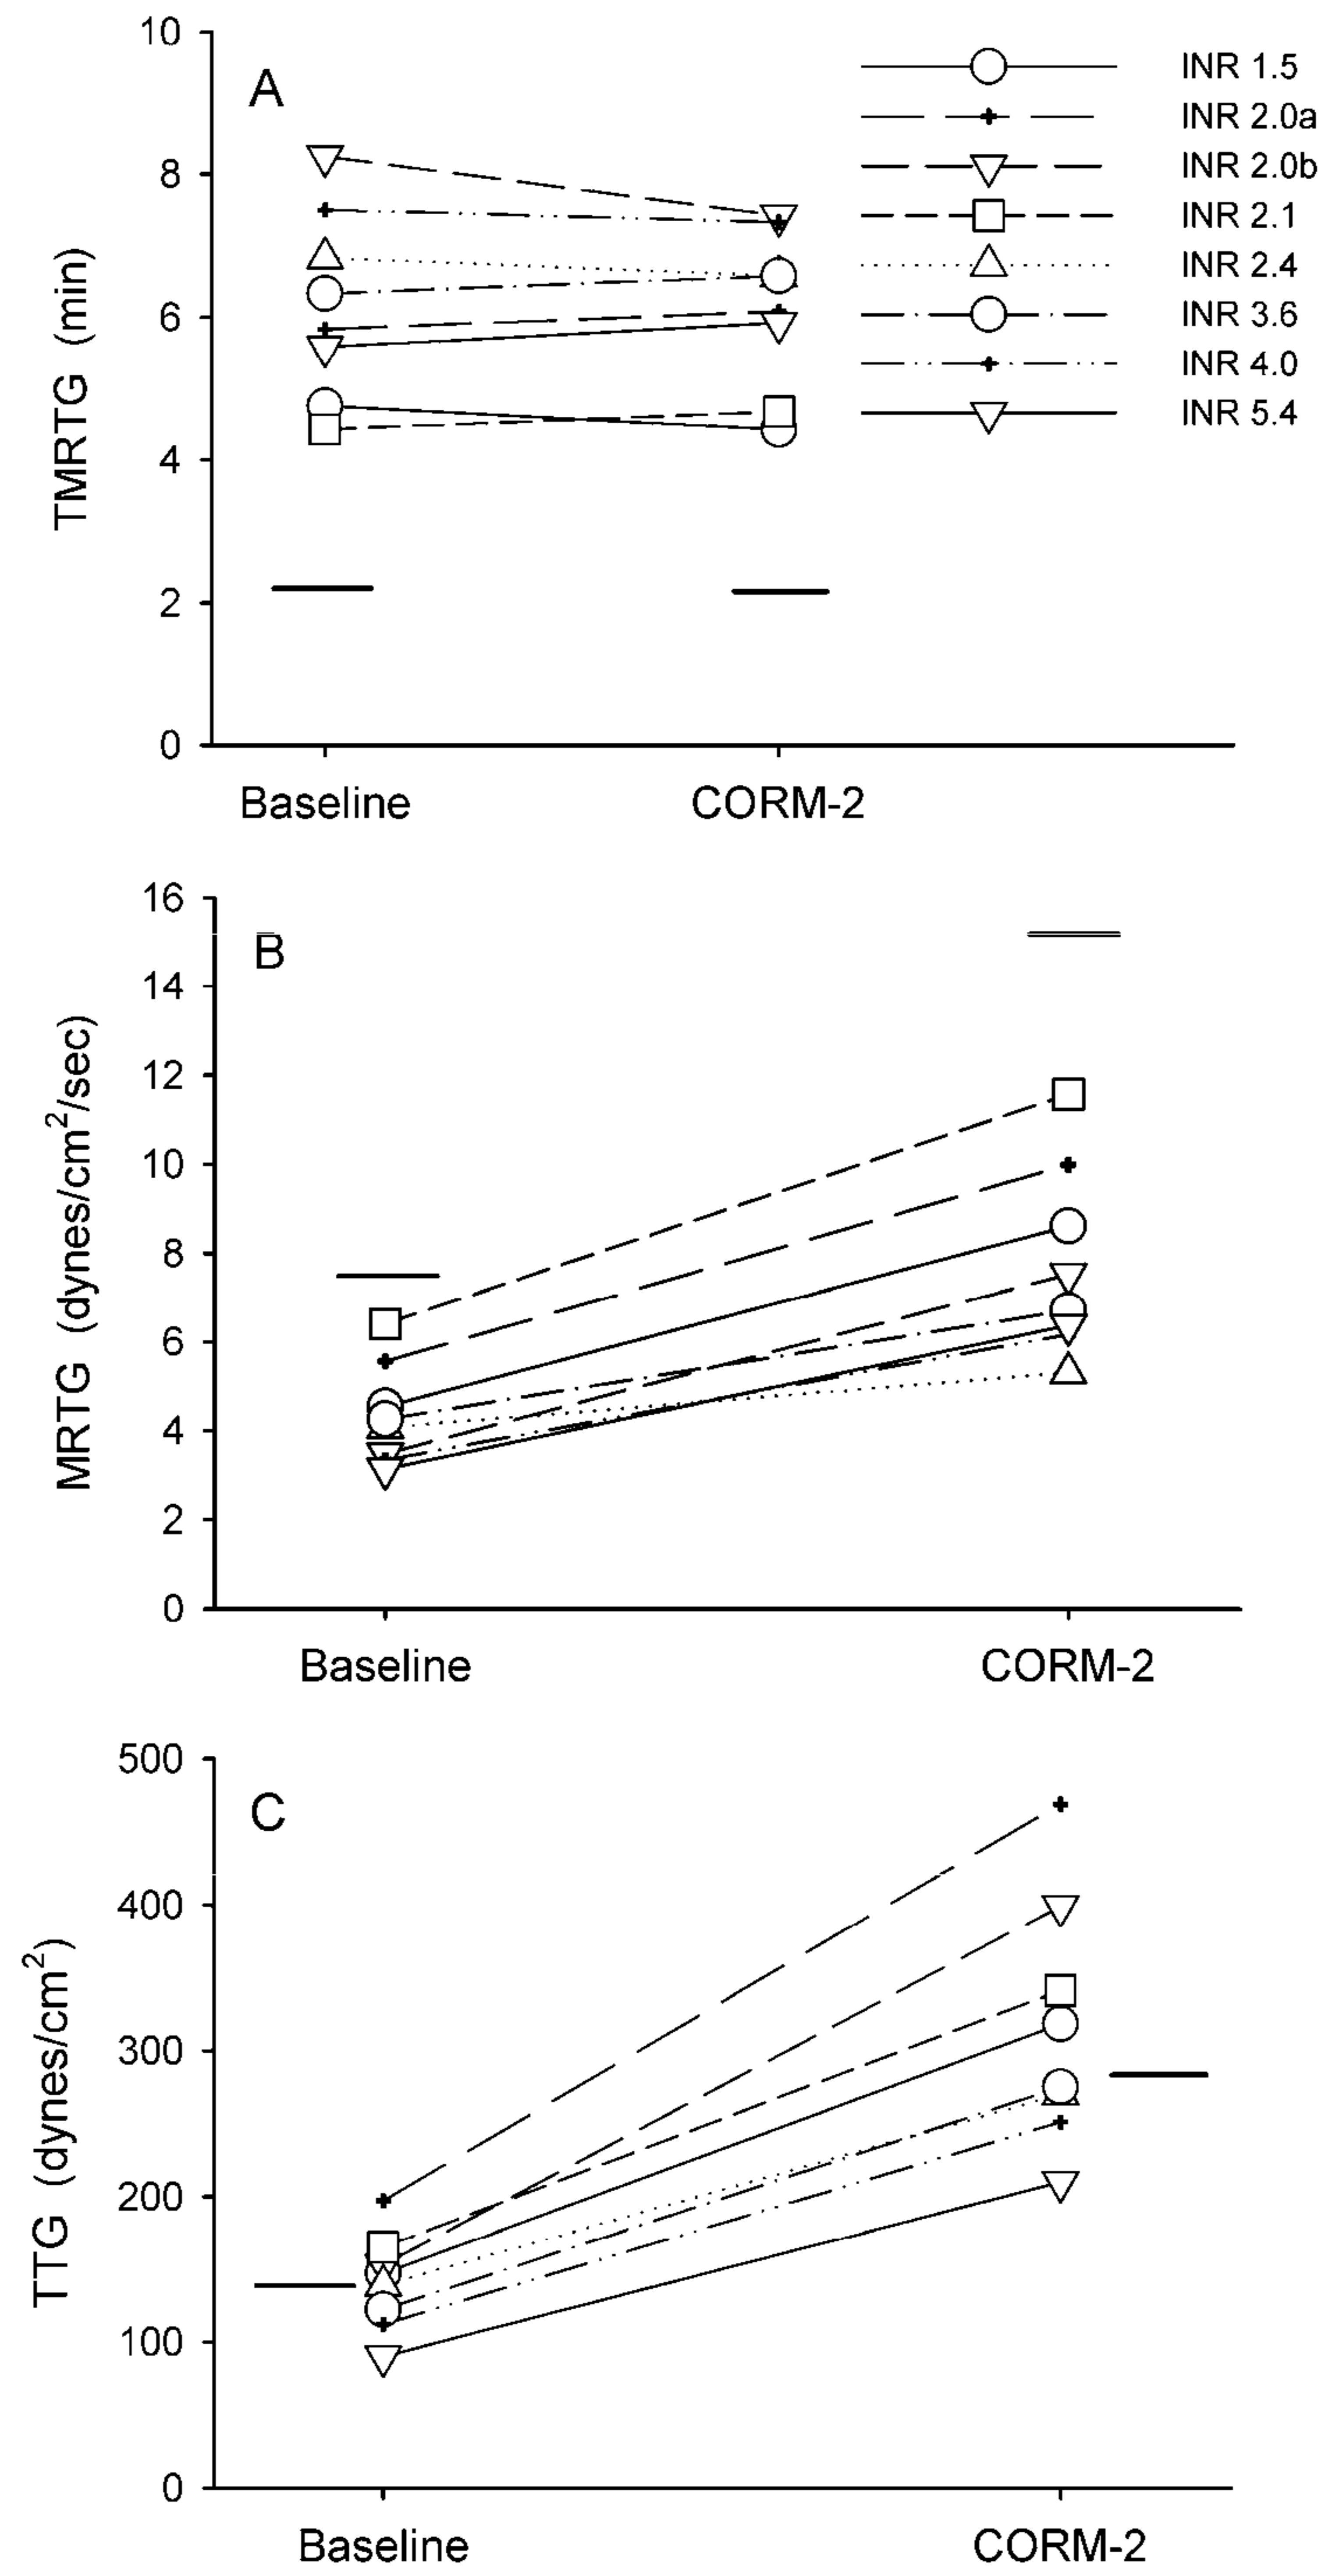 10
8
6
4
2
0
TMRTG (min)
A
INR 1.5
INR 2.0a
INR 2.0b
INR 2.1
INR 2.4
INR 3.6
INR 4.0
INR 5.4
Baseline CORM-2
16
14
12
10
8
6
4
2
0
MRTG (dynes/cm²/sec)
B
Baseline CORM-2
500
400
300
200
100
0
TTG (dynes/cm²)
C
Baseline CORM-2